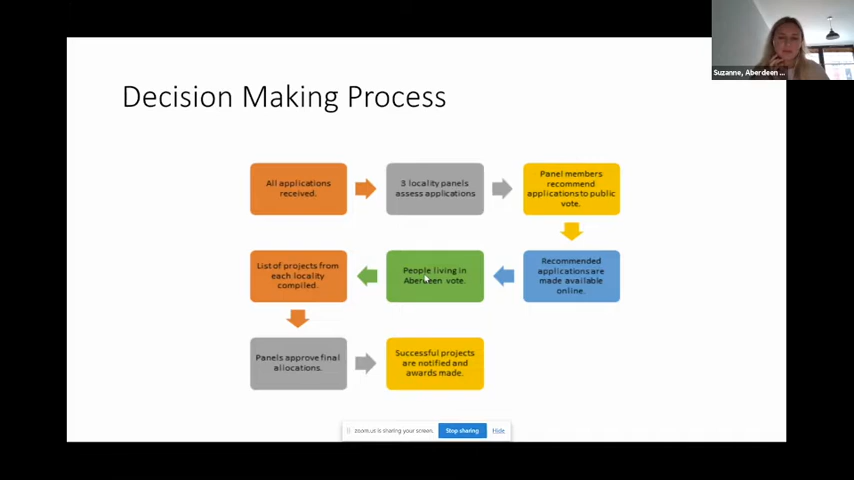 Suzanne, Aberdeen ...
Decision Making Process
All applications
received.
3 locality panels
assess applications
Panel members
recommend
applications to public
vote.
List of projects from
each locality
compiled.
People living in
Aberdeen vote.
Recommended
applications are
made available
online.
Panels approve final
allocations.
Successful projects
are notified and
awards made.
zoom.us is sharing your screen.
Stop sharing
Hide